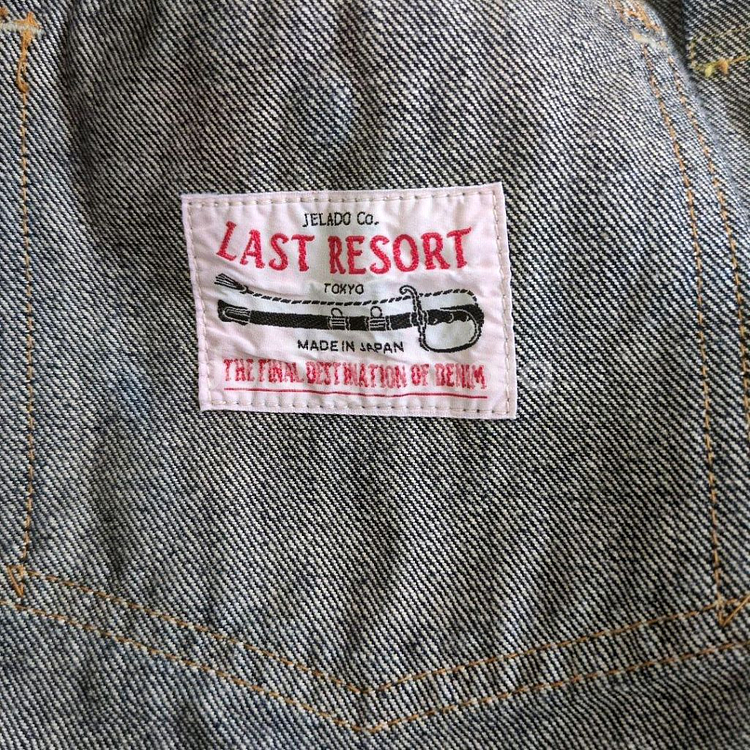 JELADO Co.
LAST RESORT
TOKYO
MADE IN JAPAN
THE FINAL DESTINATION OF DENIM